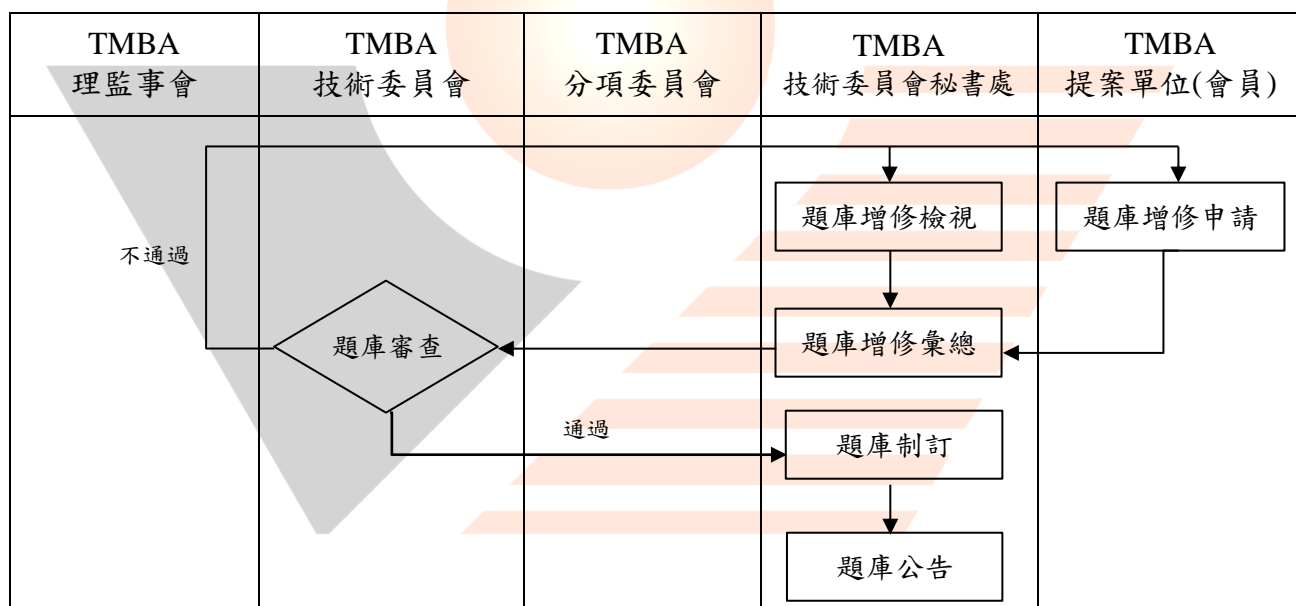 TMBA
理監事會
TMBA
技術委員會
TMBA
分項委員會
TMBA
技術委員會秘書處
TMBA
提案單位(會員)
題庫增修檢視
題庫增修申請
不通過
題庫審查
題庫增修彙總
通過
題庫制訂
題庫公告